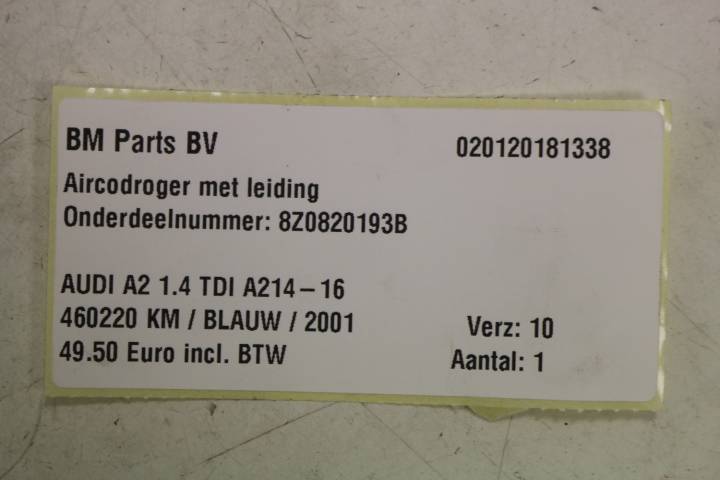 BM Parts BV 020120181338
Aircodroger met leiding
Onderdeelnummer: 8Z0820193B
AUDI A2 1.4 TDI A214-16
460220 KM / BLAUW / 2001 Verz: 10
49.50 Euro incl. BTW Aantal: 1